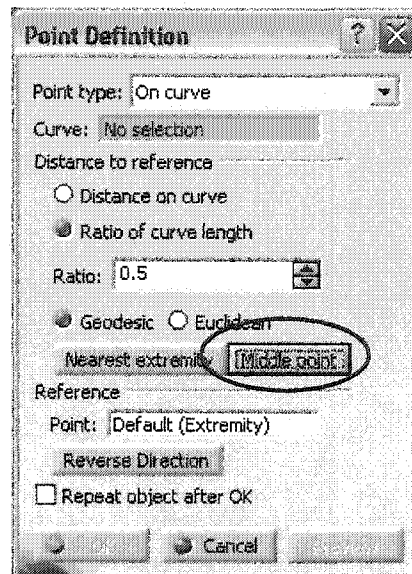 Point Definition ?
Point type: On curve
Curve: No selection
Distance to reference
Distance on curve
Ratio of curve length
Ratio: 0.5
Geodesic Euclidean
Nearest extremity Middle point
Reference
Point: Default (Extremity)
Reverse Direction
Repeat object after OK
Cancel